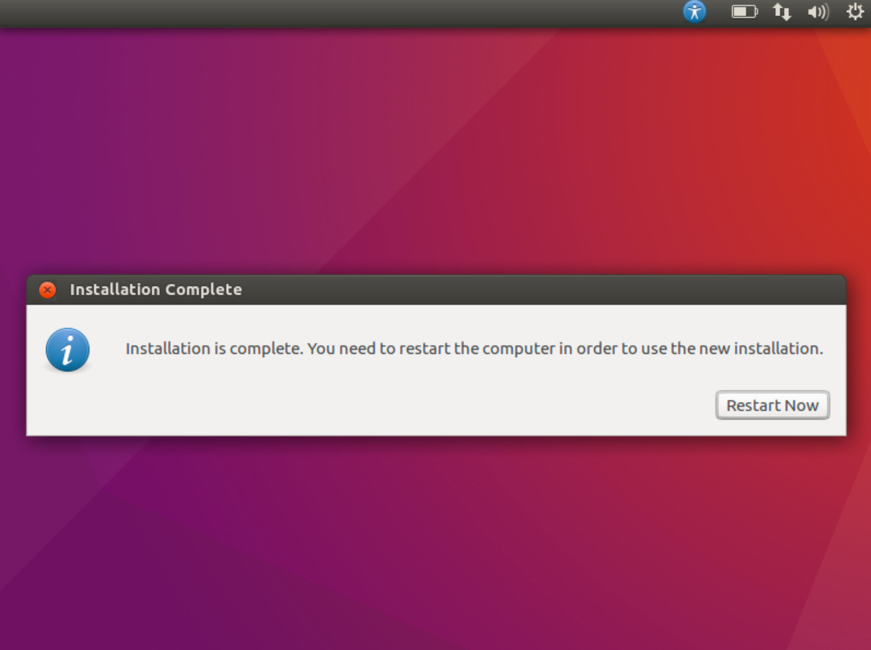 Installation Complete
Installation is complete. You need to restart the computer in order to use the new installation.
Restart Now